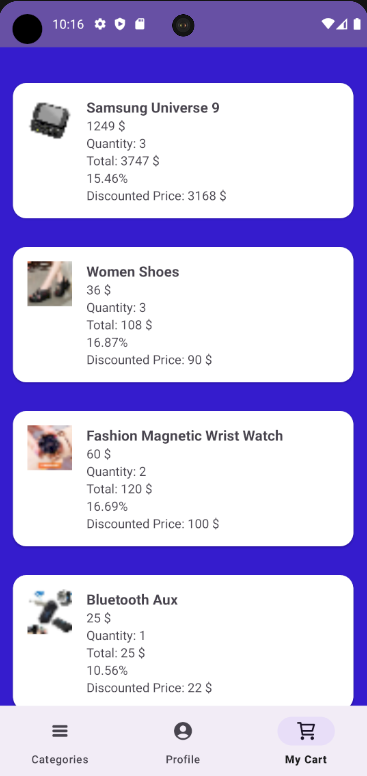 10:16
Samsung Universe 9
1249 $
Quantity: 3
Total: 3747 $
15.46%
Discounted Price: 3168 $
Women Shoes
36 $
Quantity: 3
Total: 108 $
16.87%
Discounted Price: 90 $
Fashion Magnetic Wrist Watch
60 $
Quantity: 2
Total: 120 $
16.69%
Discounted Price: 100 $
Bluetooth Aux
25 $
Quantity: 1
Total: 25 $
10.56%
Discounted Price: 22 $
Categories
Profile
My Cart